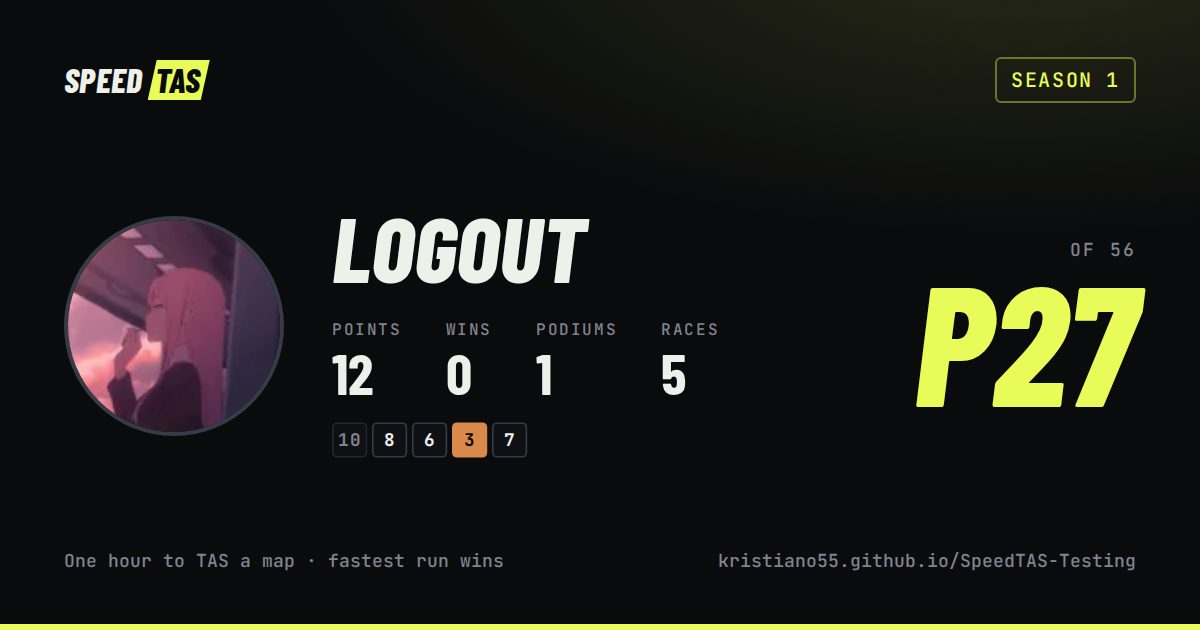 SPEED TAS
SEASON 1
LOGOUT
POINTS WINS PODIUMS RACES
12 0 1 5
10 8 6 3 7
OF 56
P27
One hour to TAS a map · fastest run wins
kristiano55.github.io/SpeedTAS-Testing